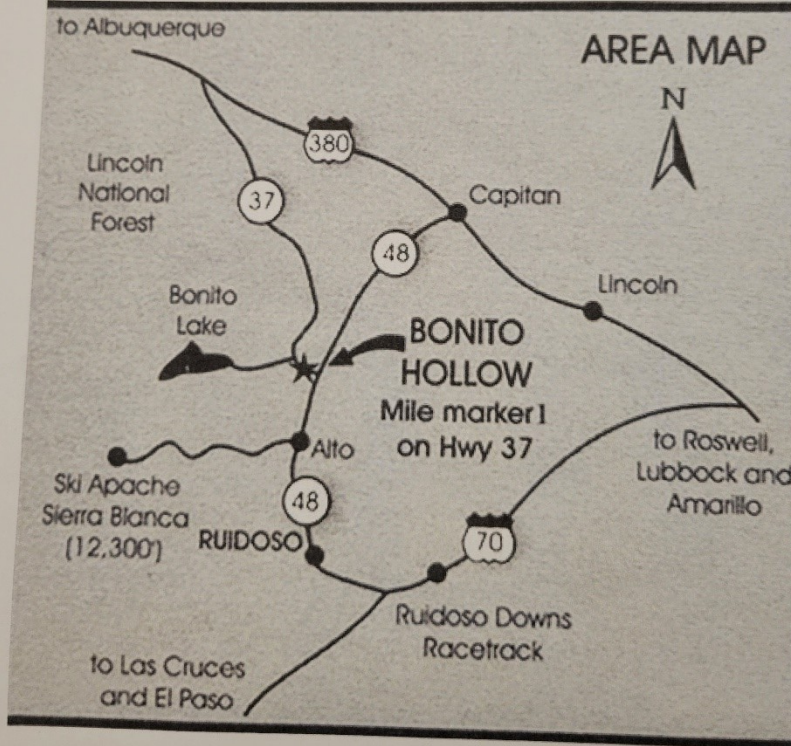 to Albuquerque
AREA MAP
N
380
Lincoln
National
Forest
37
Capitan
48
Lincoln
Bonito
Lake
BONITO
HOLLOW
Mile marker 1
on Hwy 37
Alto
to Roswell,
Lubbock and
Amarillo
Ski Apache
Sierra Blanca
(12,300')
48
RUIDOSO
70
Ruidoso Downs
Racetrack
to Las Cruces
and El Paso